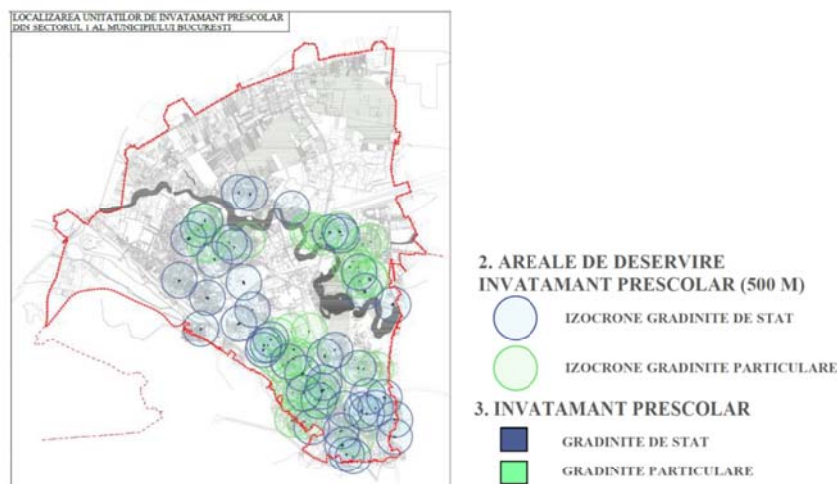 LOCALIZAREA UNITATILOR DE INVATAMANT PRESCOLAR
DIN SECTORUL 1 AL MUNICIPIULUI BUCURESTI
2. AREALE DE DESERVIRE
INVATAMANT PRESCOLAR (500 M)
IZOCRONE GRADINITE DE STAT
IZOCRONE GRADINITE PARTICULARE
3. INVATAMANT PRESCOLAR
GRADINITE DE STAT
GRADINITE PARTICULARE